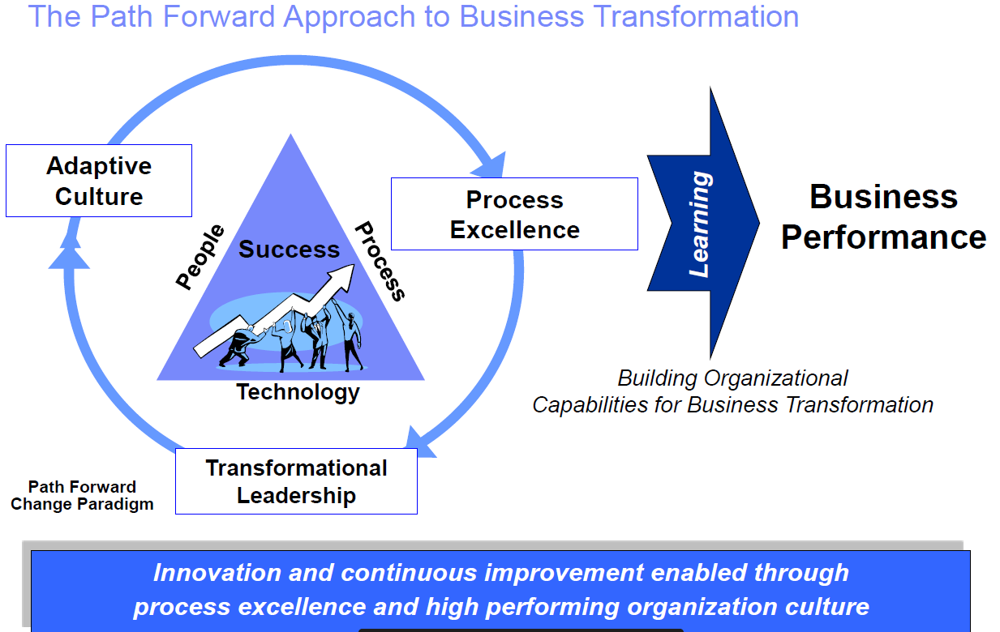 The Path Forward Approach to Business Transformation
Adaptive
Culture
Process
Excellence
People
Success
Process
Technology
Transformational
Leadership
Path Forward
Change Paradigm
Learning
Business
Performance
Building Organizational
Capabilities for Business Transformation
Innovation and continuous improvement enabled through
process excellence and high performing organization culture